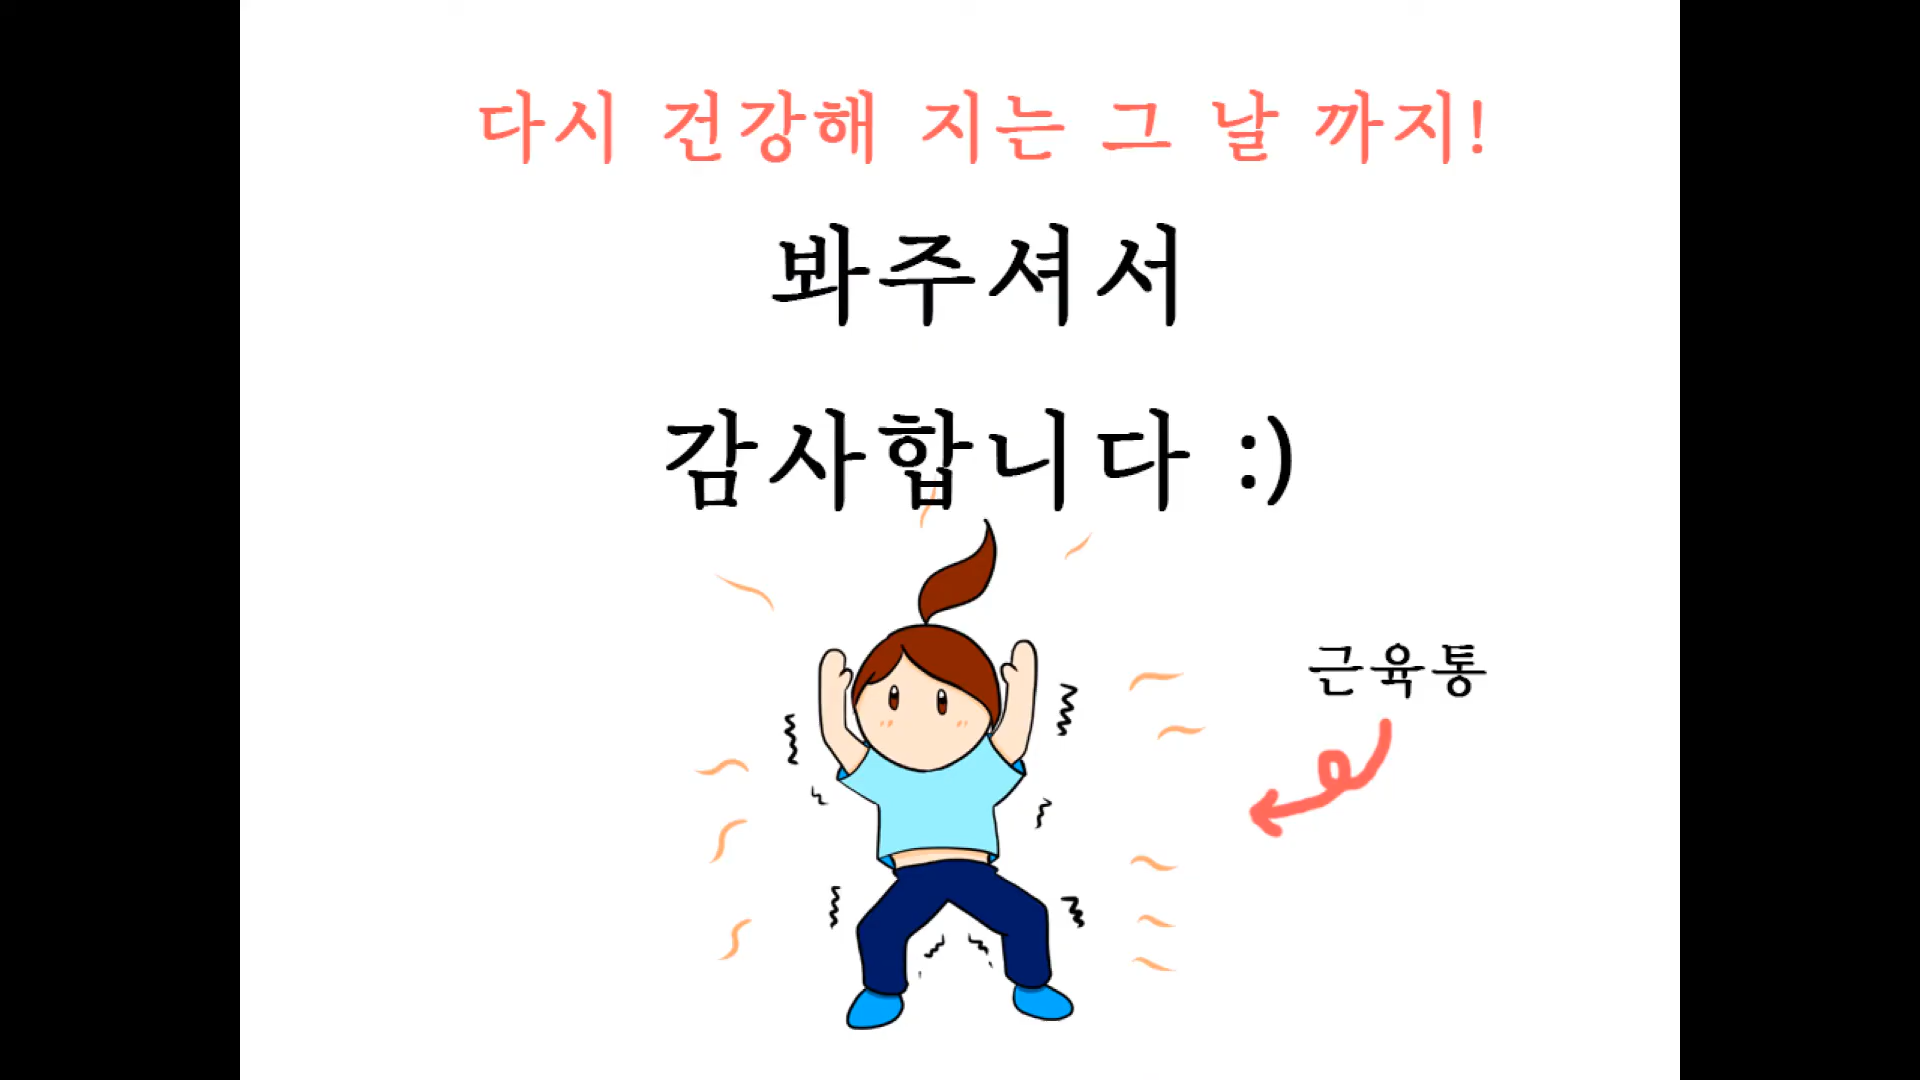 다시 건강해 지는 그 날 까지!
봐주셔서
감사합니다 :)
근육통